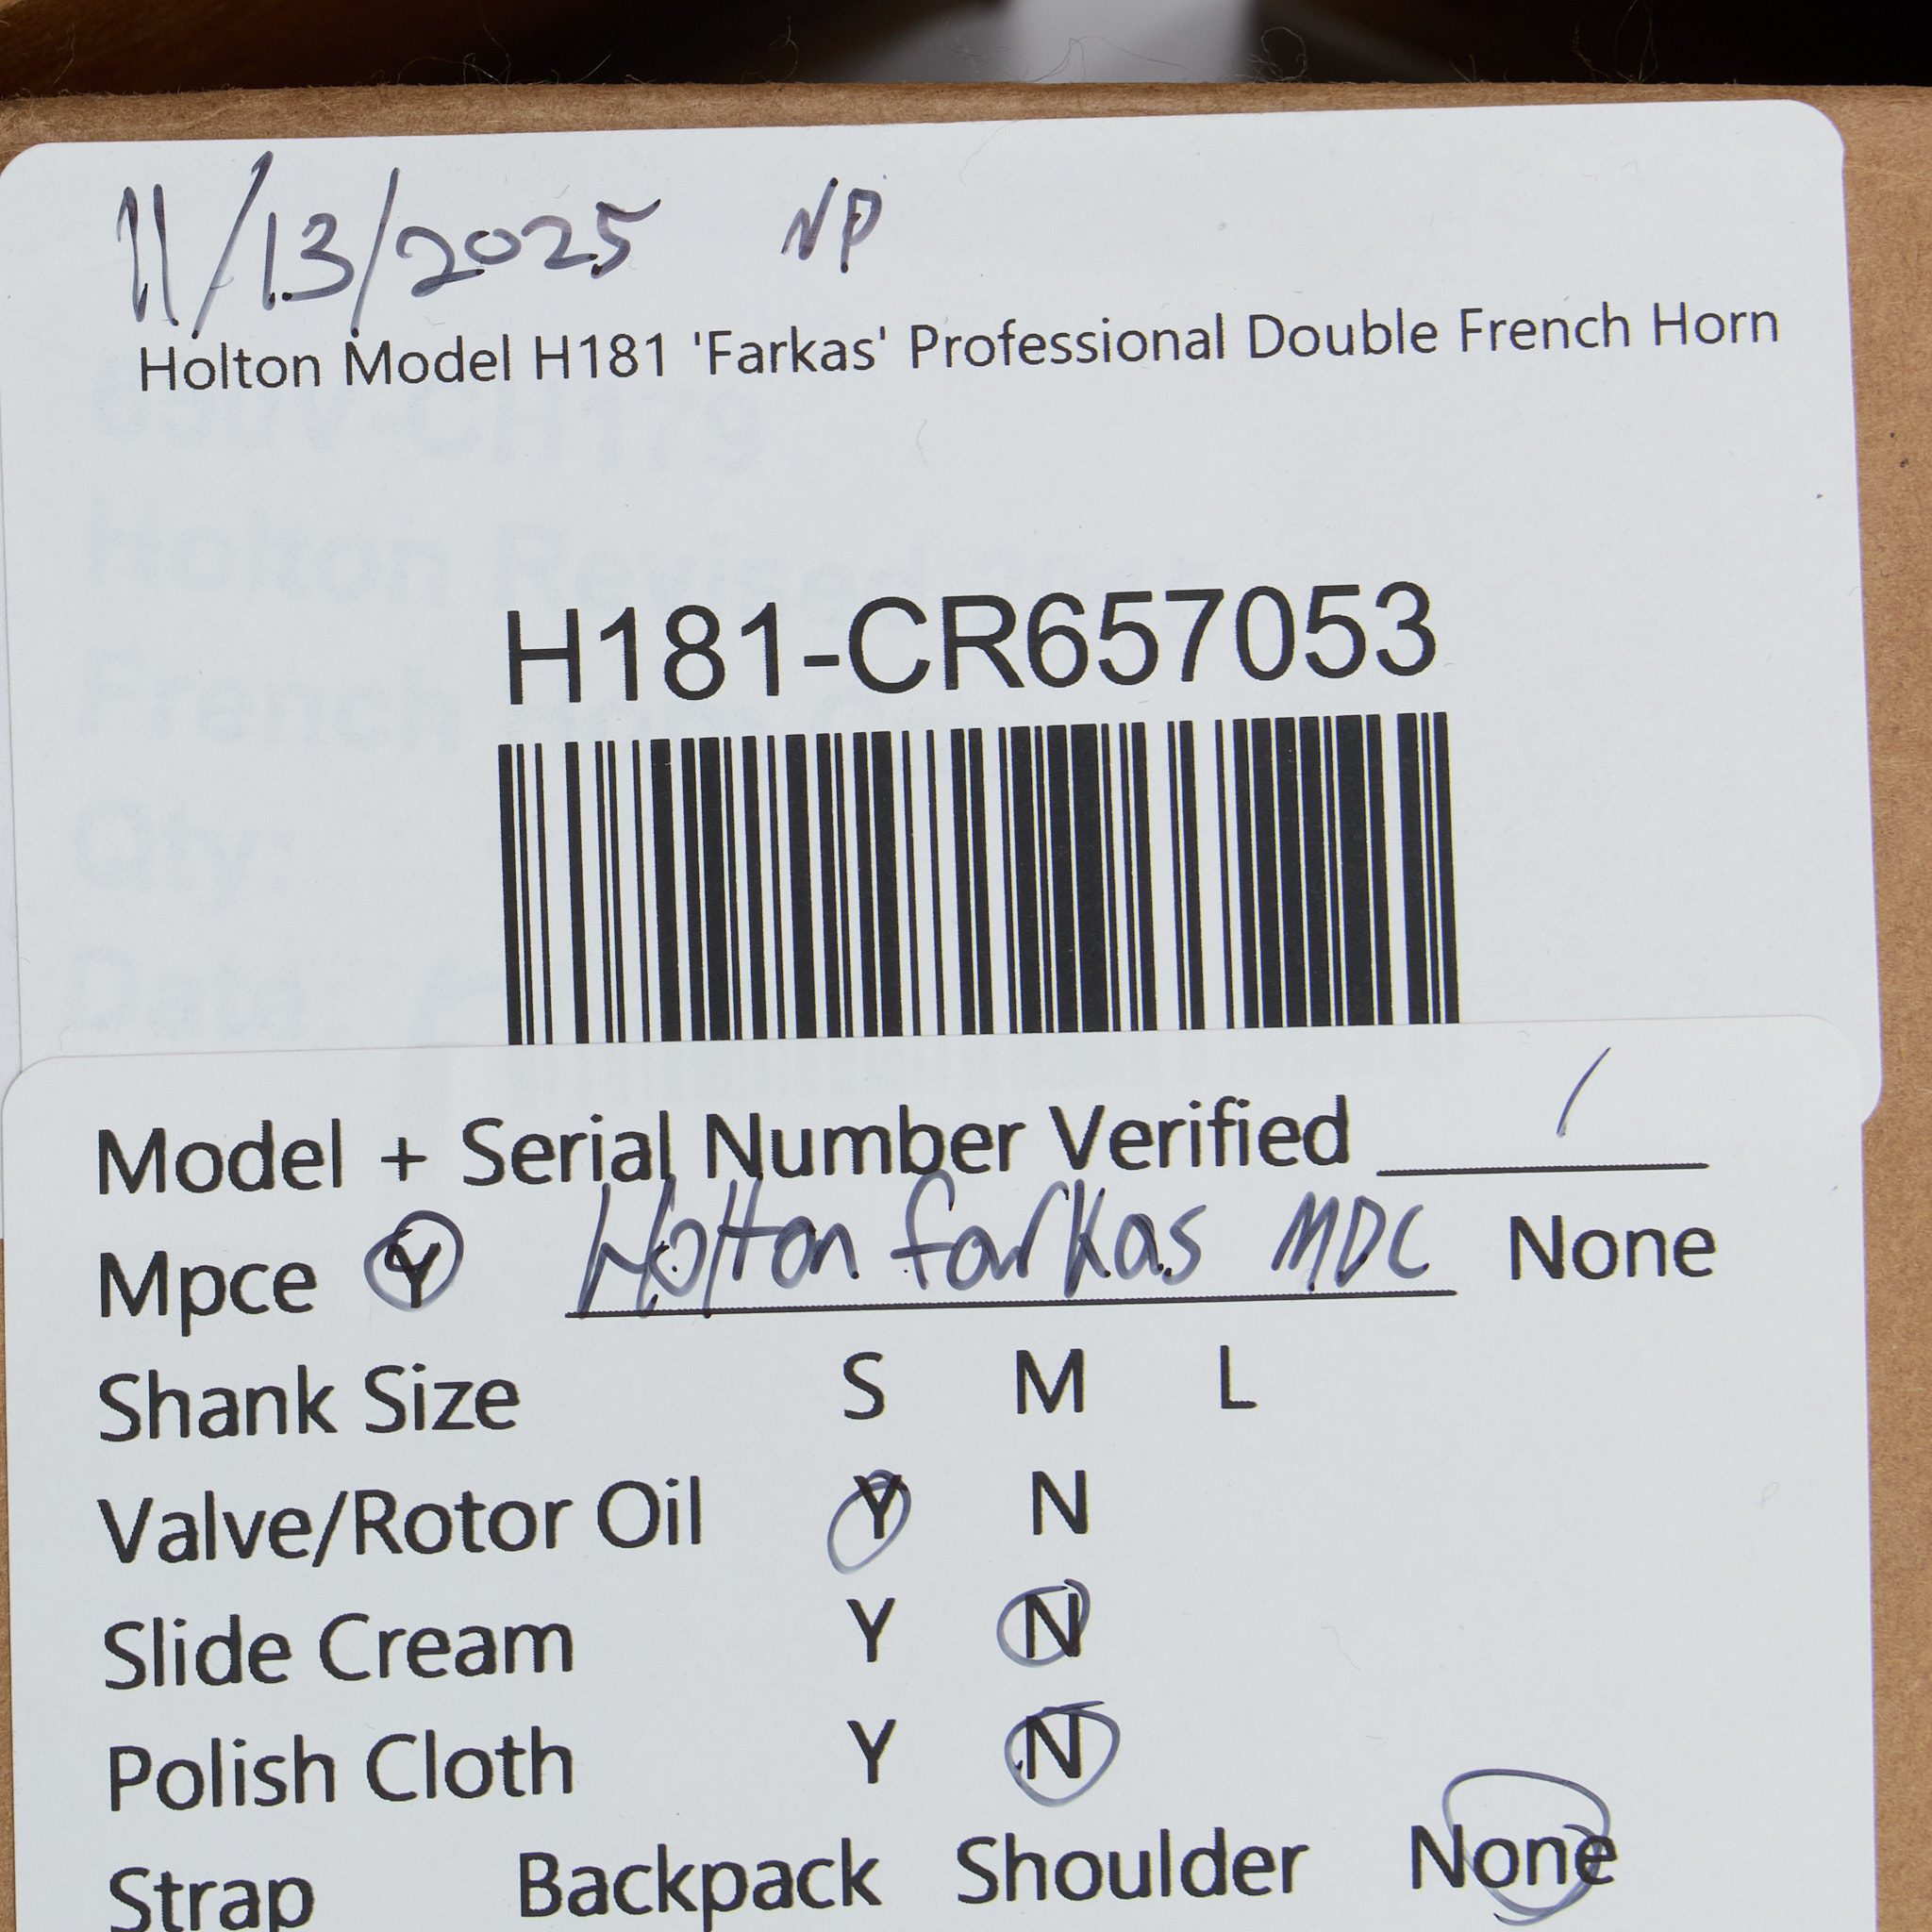 11/13/2025 NP
Holton Model H181 'Farkas' Professional Double French Horn
H181-CR657053
Model + Serial Number Verified /
Mpce Y Holton farkas MDC None
Shank Size S M L
Valve/Rotor Oil Y N
Slide Cream Y N
Polish Cloth Y N
Strap Backpack Shoulder None